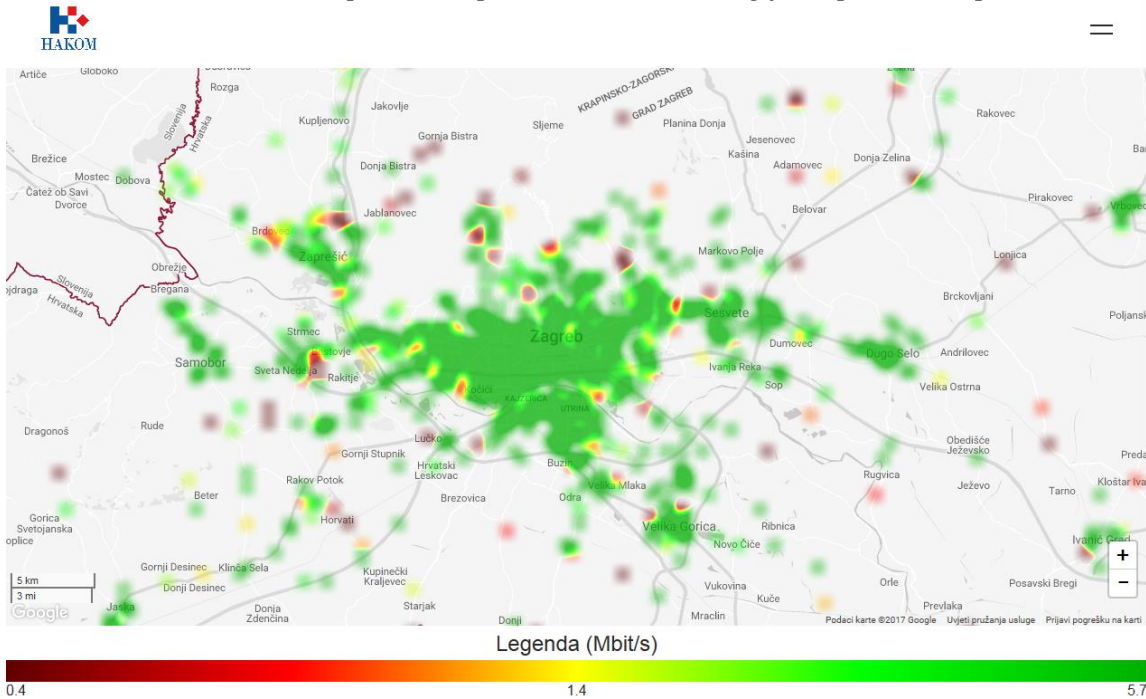 HAKOM
Artiče
Globoko
Rozga
Kupljenovo
Jakovlje
Gornja Bistra
Sljeme
KRAPINSKO-ZAGORSKA
GRAD ZAGREB
Planina Donja
Jesenovec
Kašina
Adamovec
Donja Zelina
Rakovec
Slovenija
Hrvatska
Brežice
Mostec
Dobova
Čatež ob Savi
Dvorce
Donja Bistra
Jablanovec
Belovar
Pirakovec
Vrbovec
Brdovec
Zaprešić
Markovo Polje
Lonjica
Obrežje
Bregana
Slovenija
Hrvatska
Brckovljani
Poljansk
Strmec
Zagreb
Sesvete
Dumovec
Samobor
Sveta Nedelja
Rakitje
Ivanja Reka
Dugo Selo
Andrilovec
Sop
Velika Ostrna
Kočići
KAJZERICA
UTRINA
Dragonoš
Rude
Lučko
Gornji Stupnik
Hrvatski
Leskovac
Buzin
Obedišće
Ježevsko
Rakov Potok
Velika Mlaka
Rugvica
Ježevo
Tarno
Kloštar Iva
Beter
Brezovica
Odra
Gorica
Svetojanska
Horvati
Velika Gorica
Ribnica
Novo Čiče
Ivanić Grad
Gornji Desinec
Klinča Sela
Donji Desinec
Kupinečki
Kraljevec
Vukovina
Kuče
Orle
Posavski Bregi
Jaska
Donja
Zdenčina
Starjak
Donji
Mraclin
Prevlaka
+
−
5 km
3 mi
Google
Podaci karte ©2017 Google Uvjeti pružanja usluge Prijavi pogrešku na karti
Legenda (Mbit/s)
0.4 1.4 5.7